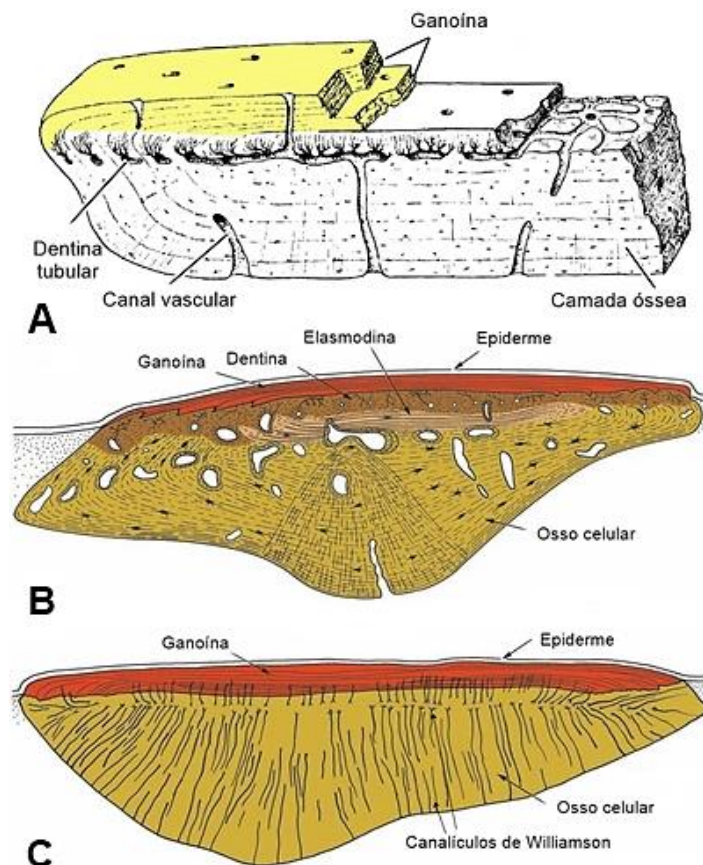 Ganoína
Dentina
tubular
Canal vascular
Camada óssea
A
Elasmodina
Epiderme
Ganoína
Dentina
Osso celular
B
Ganoína
Epiderme
Osso celular
Canalículos de Williamson
C